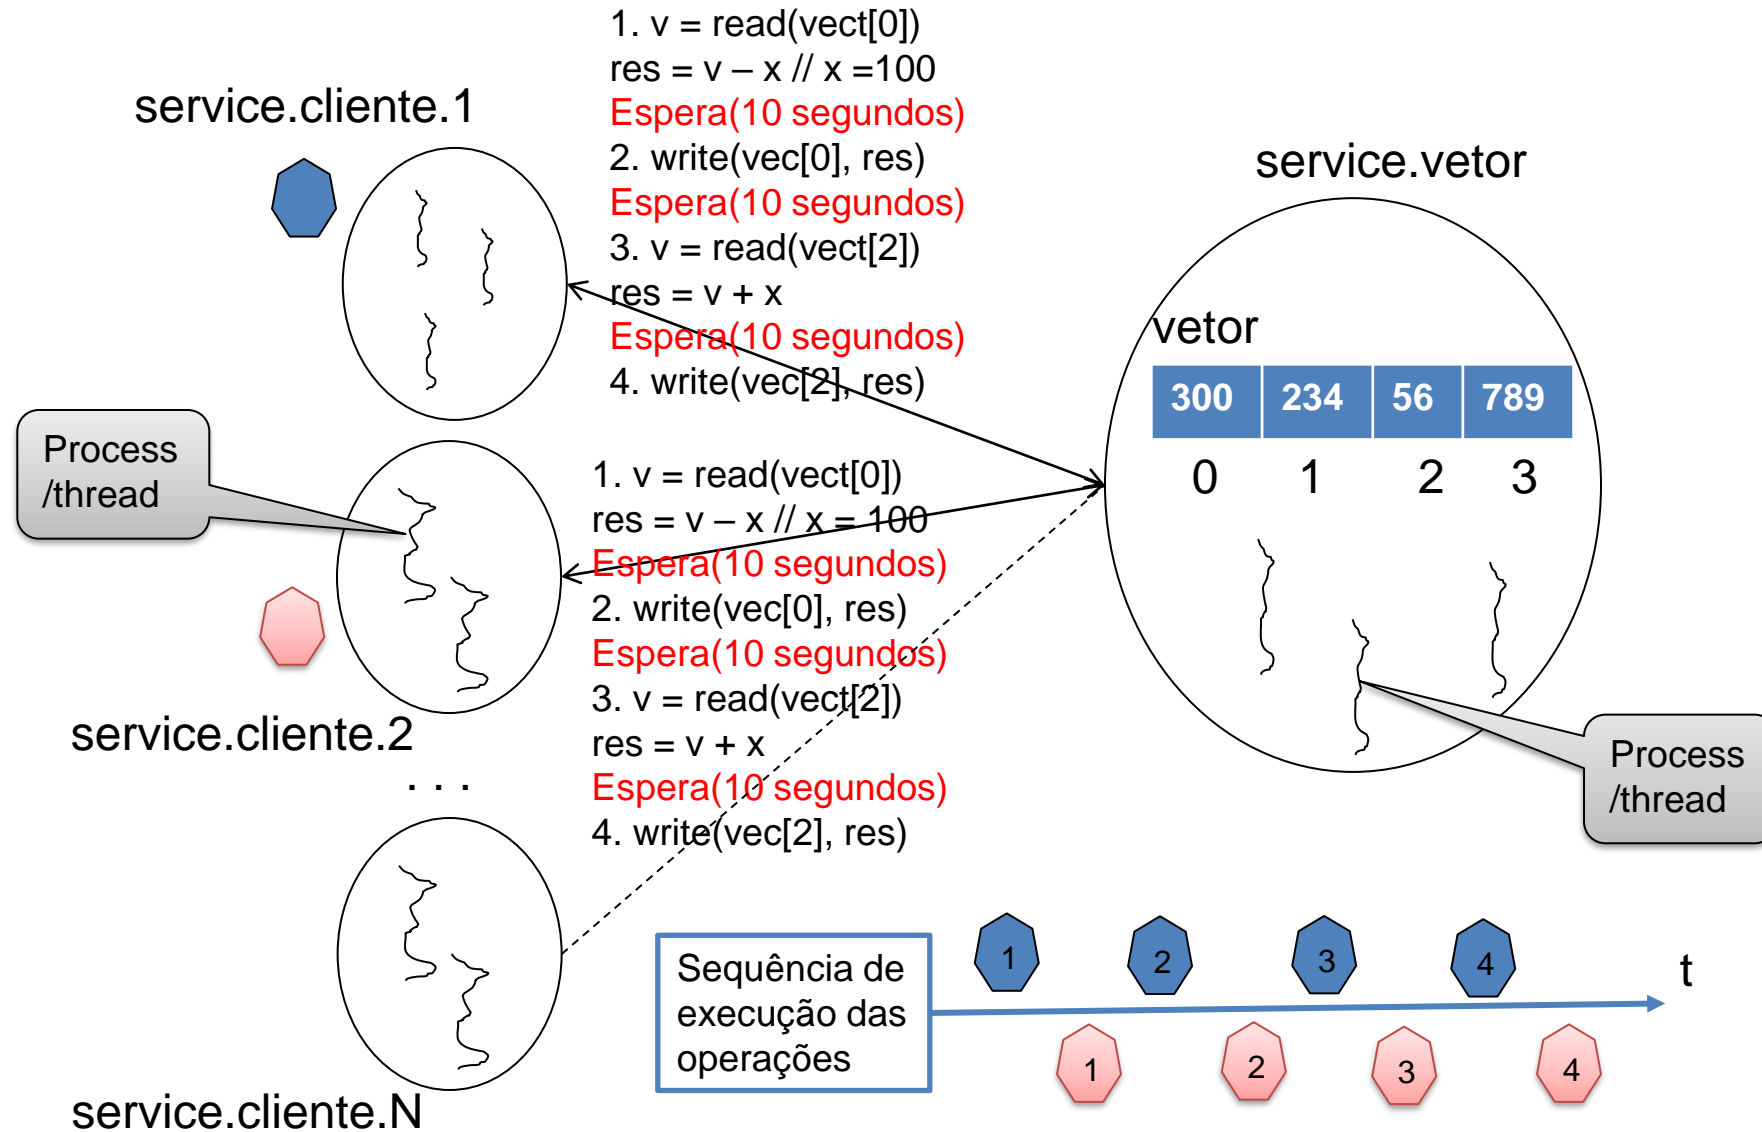 1. v = read(vect[0])
res = v – x // x =100
Espera(10 segundos)
2. write(vec[0], res)
Espera(10 segundos)
3. v = read(vect[2])
res = v + x
Espera(10 segundos)
4. write(vec[2], res)
service.cliente.1
service.vetor
vetor
300 234 56 789
0 1 2 3
Process
/thread
1. v = read(vect[0])
res = v – x // x = 100
Espera(10 segundos)
2. write(vec[0], res)
Espera(10 segundos)
3. v = read(vect[2])
res = v + x
Espera(10 segundos)
4. write(vec[2], res)
service.cliente.2
. . .
Process
/thread
service.cliente.N
Sequência de
execução das
operações
1 2 3 4
t
1 2 3 4